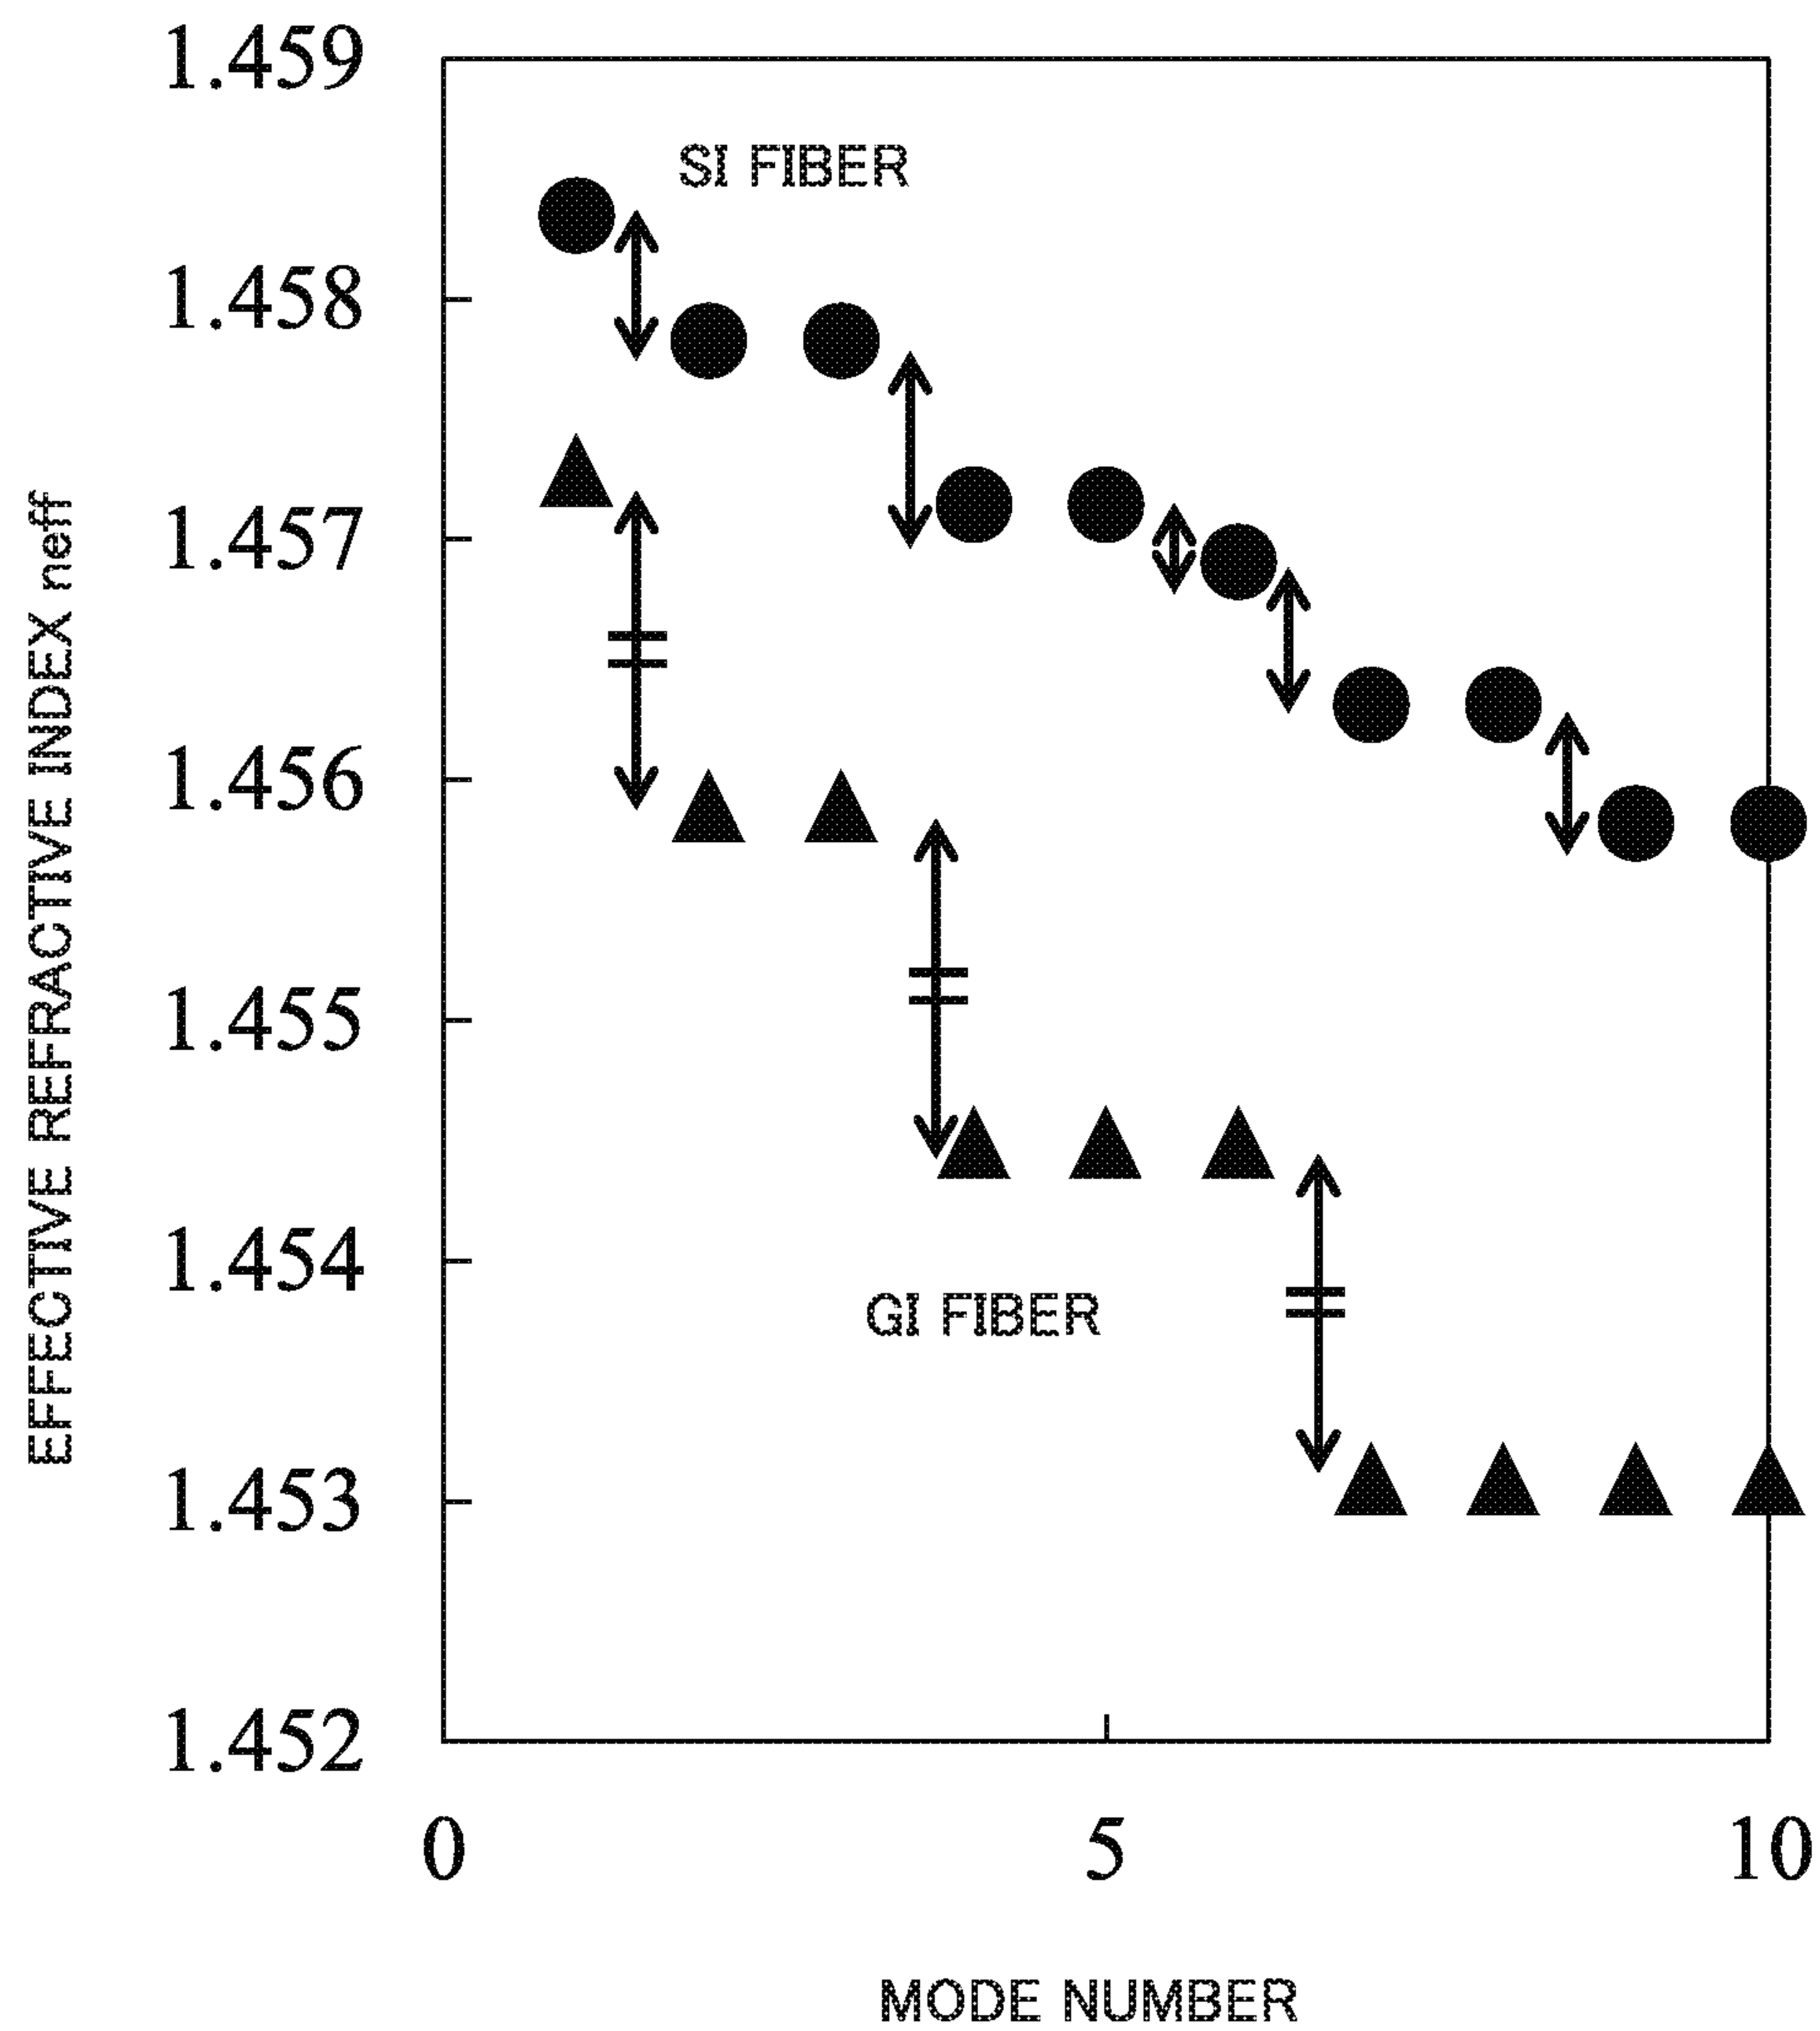 1.459
SI FIBER
1.458
1.457
1.456
1.455
1.454
GI FIBER
1.453
1.452
EFFECTIVE REFRACTIVE INDEX neff
0 5 10
MODE NUMBER